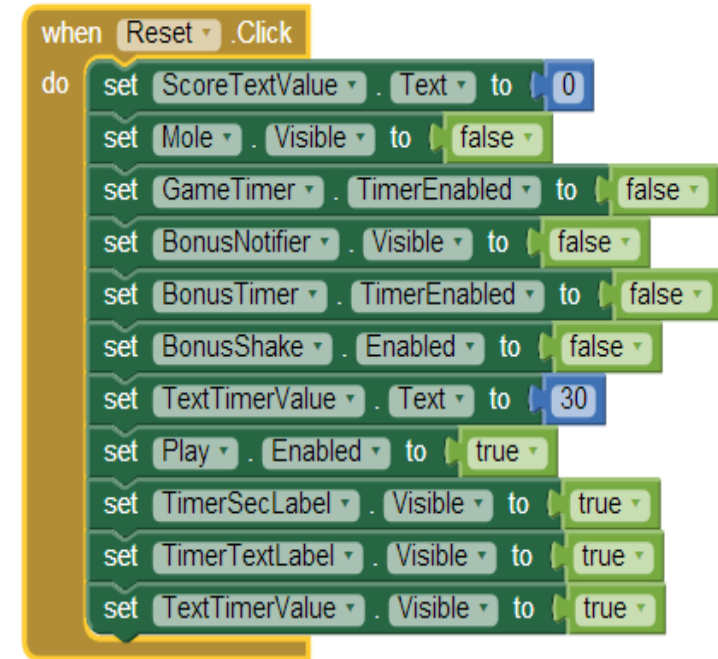 when Reset .Click
do set ScoreTextValue . Text to 0
set Mole . Visible to false
set GameTimer . TimerEnabled to false
set BonusNotifier . Visible to false
set BonusTimer . TimerEnabled to false
set BonusShake . Enabled to false
set TextTimerValue . Text to 30
set Play . Enabled to true
set TimerSecLabel . Visible to true
set TimerTextLabel . Visible to true
set TextTimerValue . Visible to true